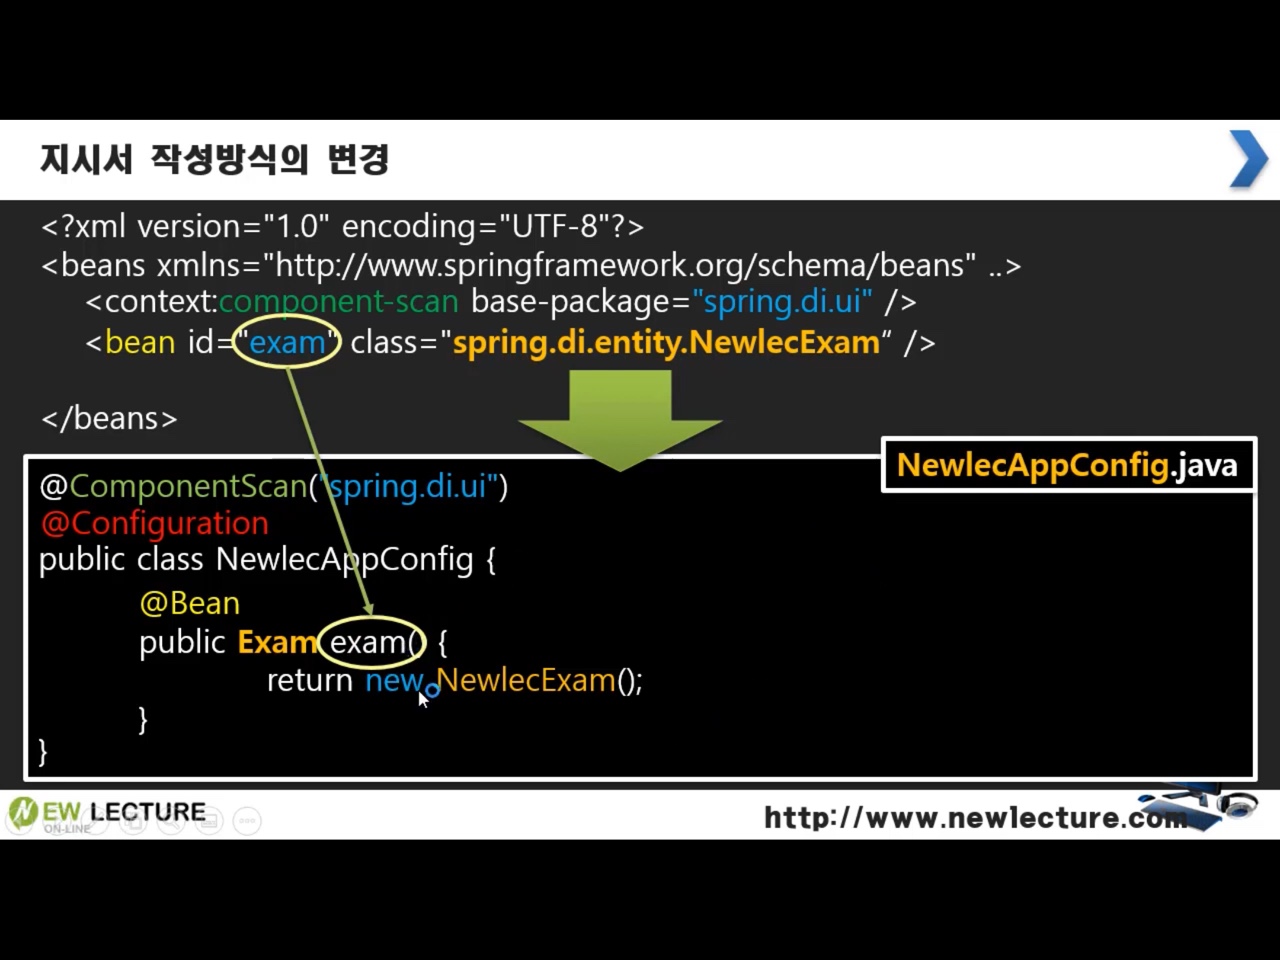 지시서 작성방식의 변경
<?xml version="1.0" encoding="UTF-8"?>
<beans xmlns="http://www.springframework.org/schema/beans" ..>
<context:component-scan base-package="spring.di.ui" />
<bean id="exam" class="spring.di.entity.NewlecExam“ />
</beans>
NewlecAppConfig.java
@ComponentScan("spring.di.ui")
@Configuration
public class NewlecAppConfig {
@Bean
public Exam exam() {
return new NewlecExam();
}
}
NEW LECTURE
ON-LINE
http://www.newlecture.com